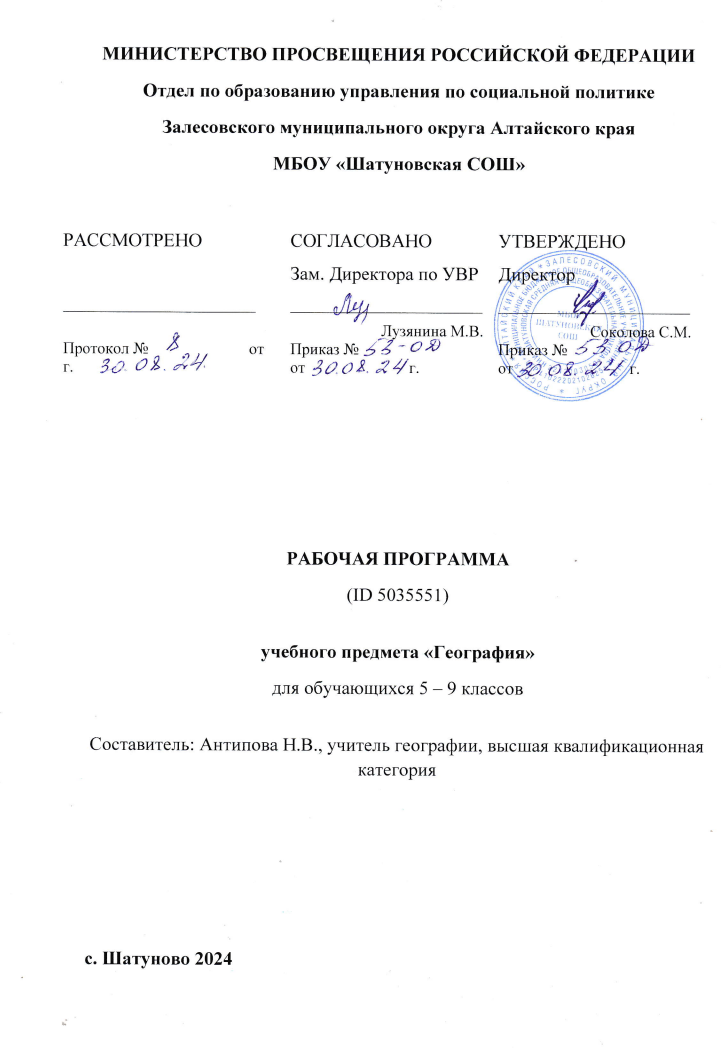 МИНИСТЕРСТВО ПРОСВЕЩЕНИЯ РОССИЙСКОЙ ФЕДЕРАЦИИ
Отдел по образованию управления по социальной политике
Залесовского муниципального округа Алтайского края
МБОУ «Шатуновская СОШ»
РАССМОТРЕНО
Протокол № 8 от
г. 30.08.24.
СОГЛАСОВАНО
Зам. Директора по УВР
Лузянина М.В.
Приказ № 53-ОД
от 30.08.24 г.
УТВЕРЖДЕНО
Директор
Соколова С.М.
Приказ № 53-ОД
от 30.08.24 г.
РАБОЧАЯ ПРОГРАММА
(ID 5035551)
учебного предмета «География»
для обучающихся 5 – 9 классов
Составитель: Антипова Н.В., учитель географии, высшая квалификационная
категория
с. Шатуново 2024